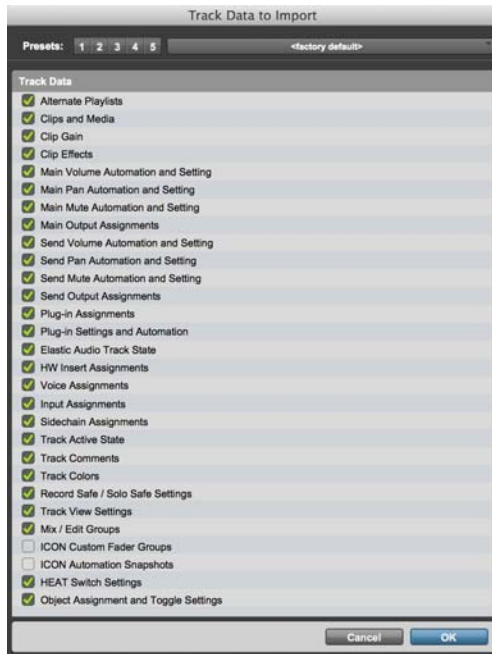 Track Data to Import
Presets: 1 2 3 4 5 <factory default>
Track Data
Alternate Playlists
Clips and Media
Clip Gain
Clip Effects
Main Volume Automation and Setting
Main Pan Automation and Setting
Main Mute Automation and Setting
Main Output Assignments
Send Volume Automation and Setting
Send Pan Automation and Setting
Send Mute Automation and Setting
Send Output Assignments
Plug-in Assignments
Plug-in Settings and Automation
Elastic Audio Track State
HW Insert Assignments
Voice Assignments
Input Assignments
Sidechain Assignments
Track Active State
Track Comments
Track Colors
Record Safe / Solo Safe Settings
Track View Settings
Mix / Edit Groups
ICON Custom Fader Groups
ICON Automation Snapshots
HEAT Switch Settings
Object Assignment and Toggle Settings
Cancel OK